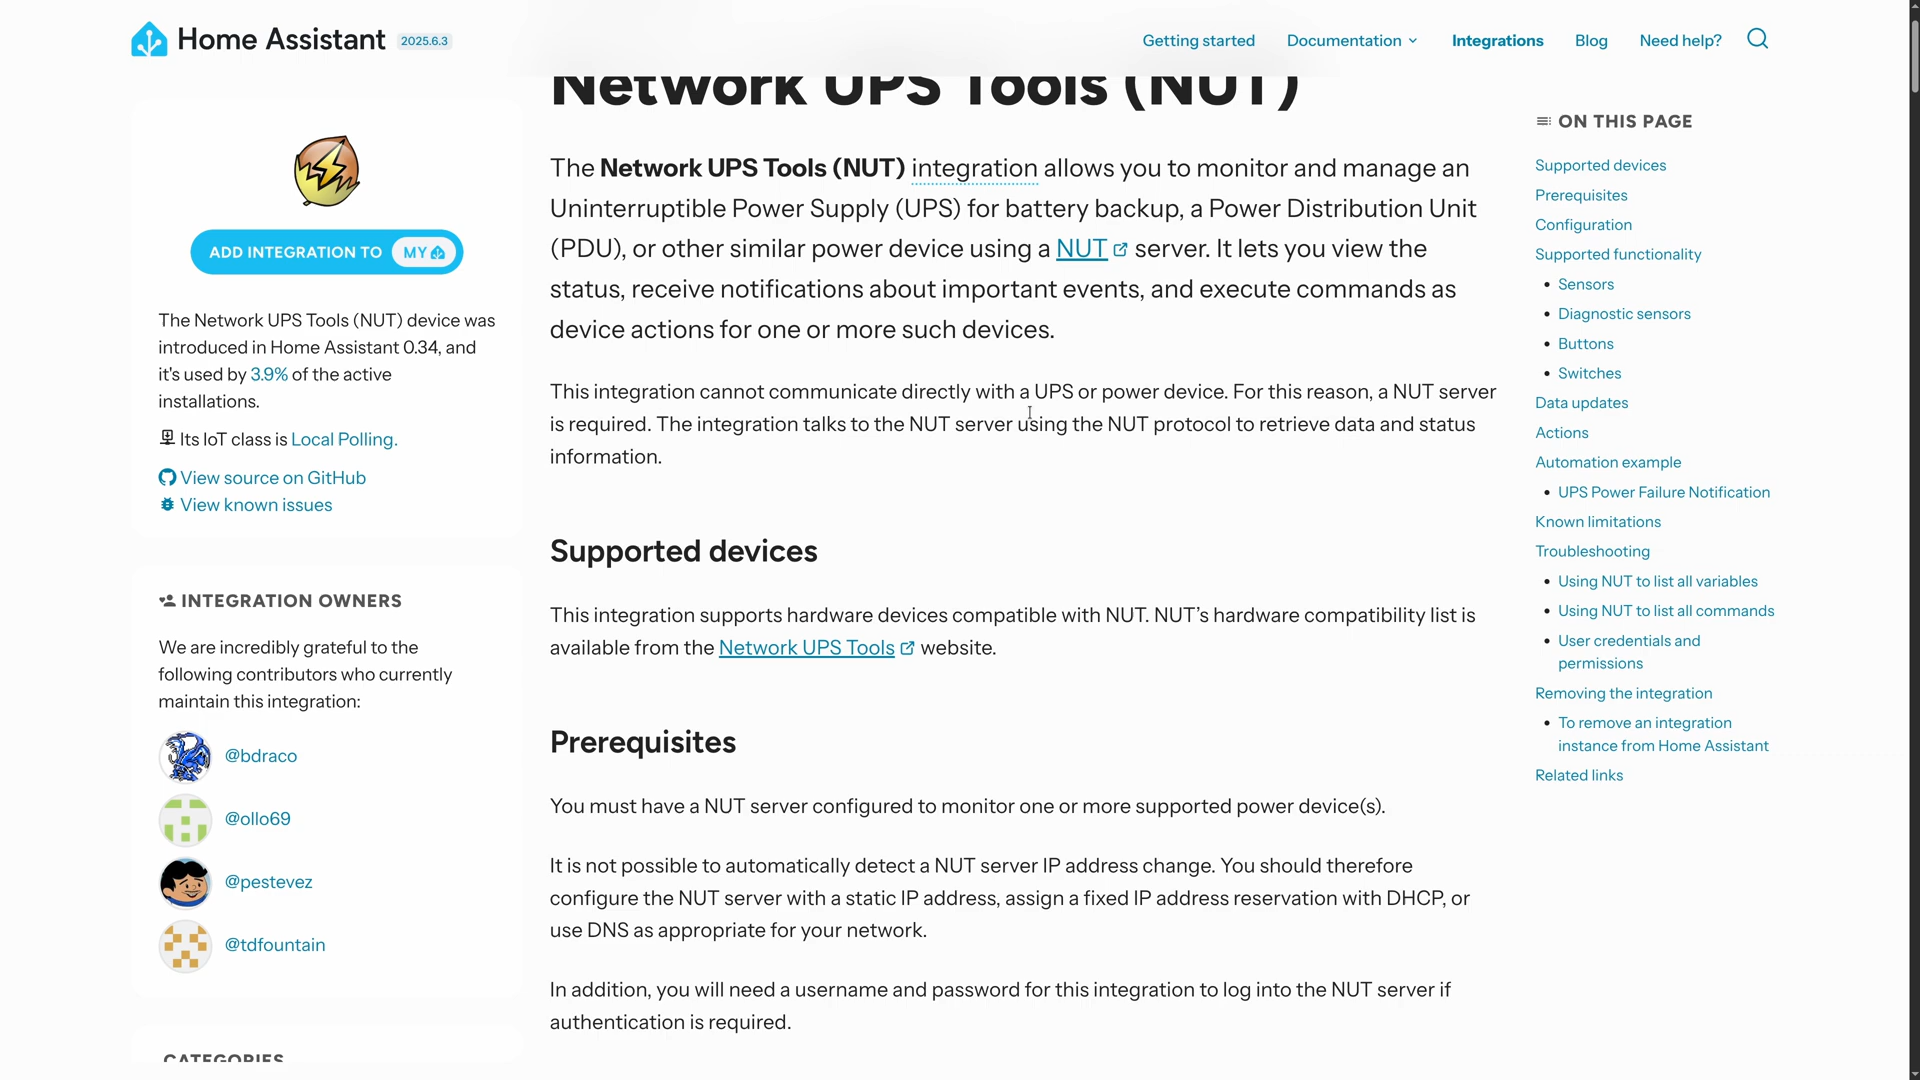 Home Assistant 2025.6.3
Getting started
Documentation
Integrations
Blog
Need help?
ADD INTEGRATION TO MY
The Network UPS Tools (NUT) device was
introduced in Home Assistant 0.34, and
it's used by 3.9% of the active
installations.
Its IoT class is Local Polling.
View source on GitHub
View known issues
INTEGRATION OWNERS
We are incredibly grateful to the
following contributors who currently
maintain this integration:
@bdraco
@ollo69
@pestevez
@tdfountain
CATEGORIES
Network UPS Tools (NUT)
The Network UPS Tools (NUT) integration allows you to monitor and manage an
Uninterruptible Power Supply (UPS) for battery backup, a Power Distribution Unit
(PDU), or other similar power device using a NUT server. It lets you view the
status, receive notifications about important events, and execute commands as
device actions for one or more such devices.
This integration cannot communicate directly with a UPS or power device. For this reason, a NUT server
is required. The integration talks to the NUT server using the NUT protocol to retrieve data and status
information.
Supported devices
This integration supports hardware devices compatible with NUT. NUT’s hardware compatibility list is
available from the Network UPS Tools website.
Prerequisites
You must have a NUT server configured to monitor one or more supported power device(s).
It is not possible to automatically detect a NUT server IP address change. You should therefore
configure the NUT server with a static IP address, assign a fixed IP address reservation with DHCP, or
use DNS as appropriate for your network.
In addition, you will need a username and password for this integration to log into the NUT server if
authentication is required.
ON THIS PAGE
Supported devices
Prerequisites
Configuration
Supported functionality
• Sensors
• Diagnostic sensors
• Buttons
• Switches
Data updates
Actions
Automation example
• UPS Power Failure Notification
Known limitations
Troubleshooting
• Using NUT to list all variables
• Using NUT to list all commands
• User credentials and
permissions
Removing the integration
• To remove an integration
instance from Home Assistant
Related links